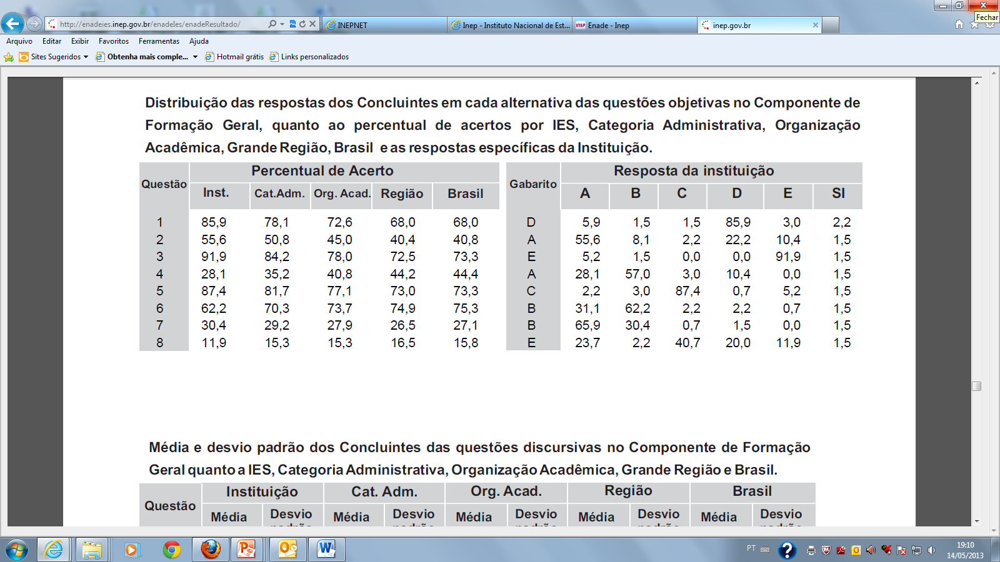 Fechar
http://enadeies.inep.gov.br/enadeIes/enadeResultado/
INEPNET
Inep - Instituto Nacional de Est...
INEP Enade - Inep
inep.gov.br
Arquivo Editar Exibir Favoritos Ferramentas Ajuda
Sites Sugeridos Obtenha mais comple... Hotmail grátis Links personalizados
Distribuição das respostas dos Concluintes em cada alternativa das questões objetivas no Componente de
Formação Geral, quanto ao percentual de acertos por IES, Categoria Administrativa, Organização
Acadêmica, Grande Região, Brasil e as respostas específicas da Instituição.
Questão Percentual de Acerto Gabarito Resposta da instituição
Inst. Cat.Adm. Org. Acad. Região Brasil A B C D E SI
1 85,9 78,1 72,6 68,0 68,0 D 5,9 1,5 1,5 85,9 3,0 2,2
2 55,6 50,8 45,0 40,4 40,8 A 55,6 8,1 2,2 22,2 10,4 1,5
3 91,9 84,2 78,0 72,5 73,3 E 5,2 1,5 0,0 0,0 91,9 1,5
4 28,1 35,2 40,8 44,2 44,4 A 28,1 57,0 3,0 10,4 0,0 1,5
5 87,4 81,7 77,1 73,0 73,3 C 2,2 3,0 87,4 0,7 5,2 1,5
6 62,2 70,3 73,7 74,9 75,3 B 31,1 62,2 2,2 2,2 0,7 1,5
7 30,4 29,2 27,9 26,5 27,1 B 65,9 30,4 0,7 1,5 0,0 1,5
8 11,9 15,3 15,3 16,5 15,8 E 23,7 2,2 40,7 20,0 11,9 1,5
Média e desvio padrão dos Concluintes das questões discursivas no Componente de Formação
Geral quanto a IES, Categoria Administrativa, Organização Acadêmica, Grande Região e Brasil.
Questão Instituição Cat. Adm. Org. Acad. Região Brasil
Média Desvio padrão Média Desvio padrão Média Desvio padrão Média Desvio padrão Média Desvio padrão
PT
19:10
14/05/2013